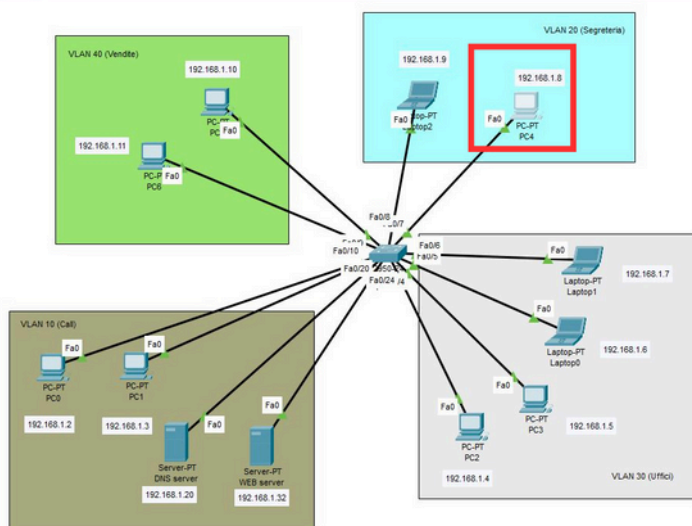 VLAN 40 (Vendite)
192.168.1.10
PC-PT
Fa0
192.168.1.11
PC-PT
PC6
Fa0
VLAN 20 (Segreteria)
192.168.1.9
Fa0
Laptop2
192.168.1.8
Fa0
PC-PT
PC4
Fa0/8
Fa0/10
Fa0/6
Fa0/5
Fa0/20
Fa0/24
Fa0
Laptop-PT
Laptop1
192.168.1.7
Fa0
Laptop-PT
Laptop0
192.168.1.6
Fa0
PC-PT
PC3
192.168.1.5
Fa0
PC-PT
PC2
192.168.1.4
VLAN 30 (Uffici)
VLAN 10 (Call)
Fa0
PC-PT
PC0
192.168.1.2
Fa0
PC-PT
PC1
192.168.1.3
Fa0
Server-PT
DNS server
192.168.1.20
Fa0
Server-PT
WEB server
192.168.1.32